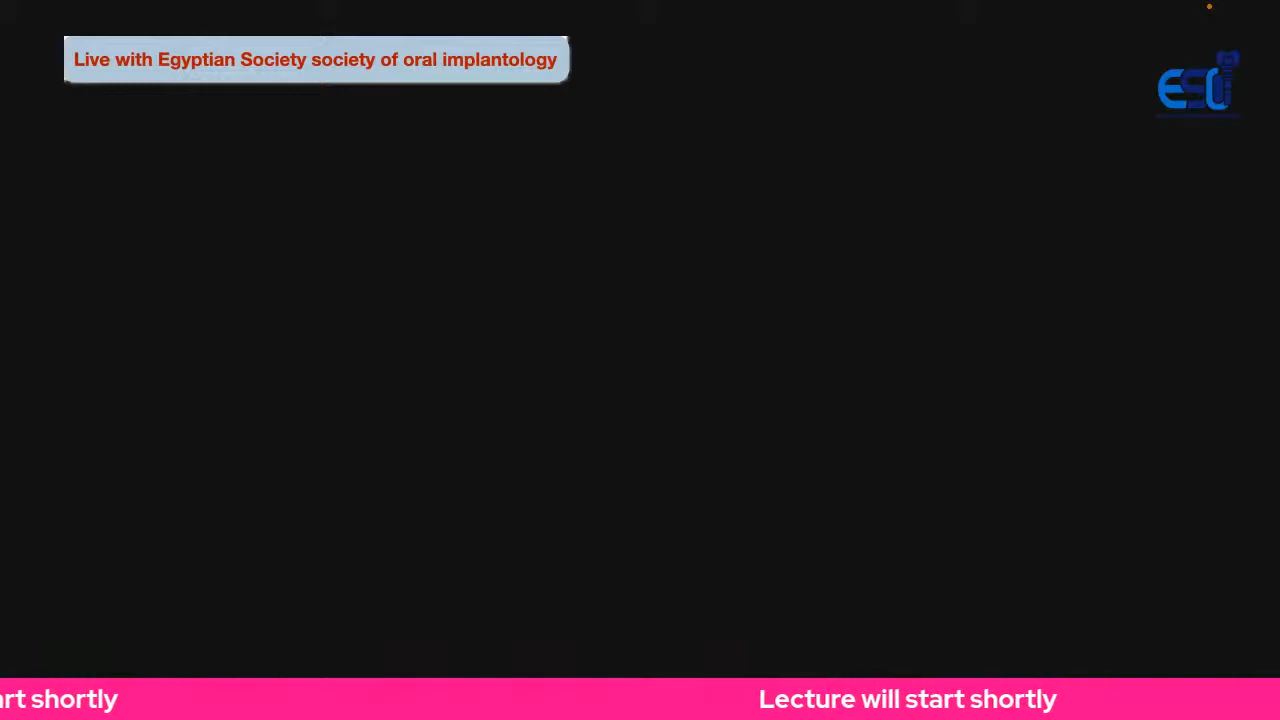 Live with Egyptian Society society of oral implantology
ESOI
art shortly
Lecture will start shortly